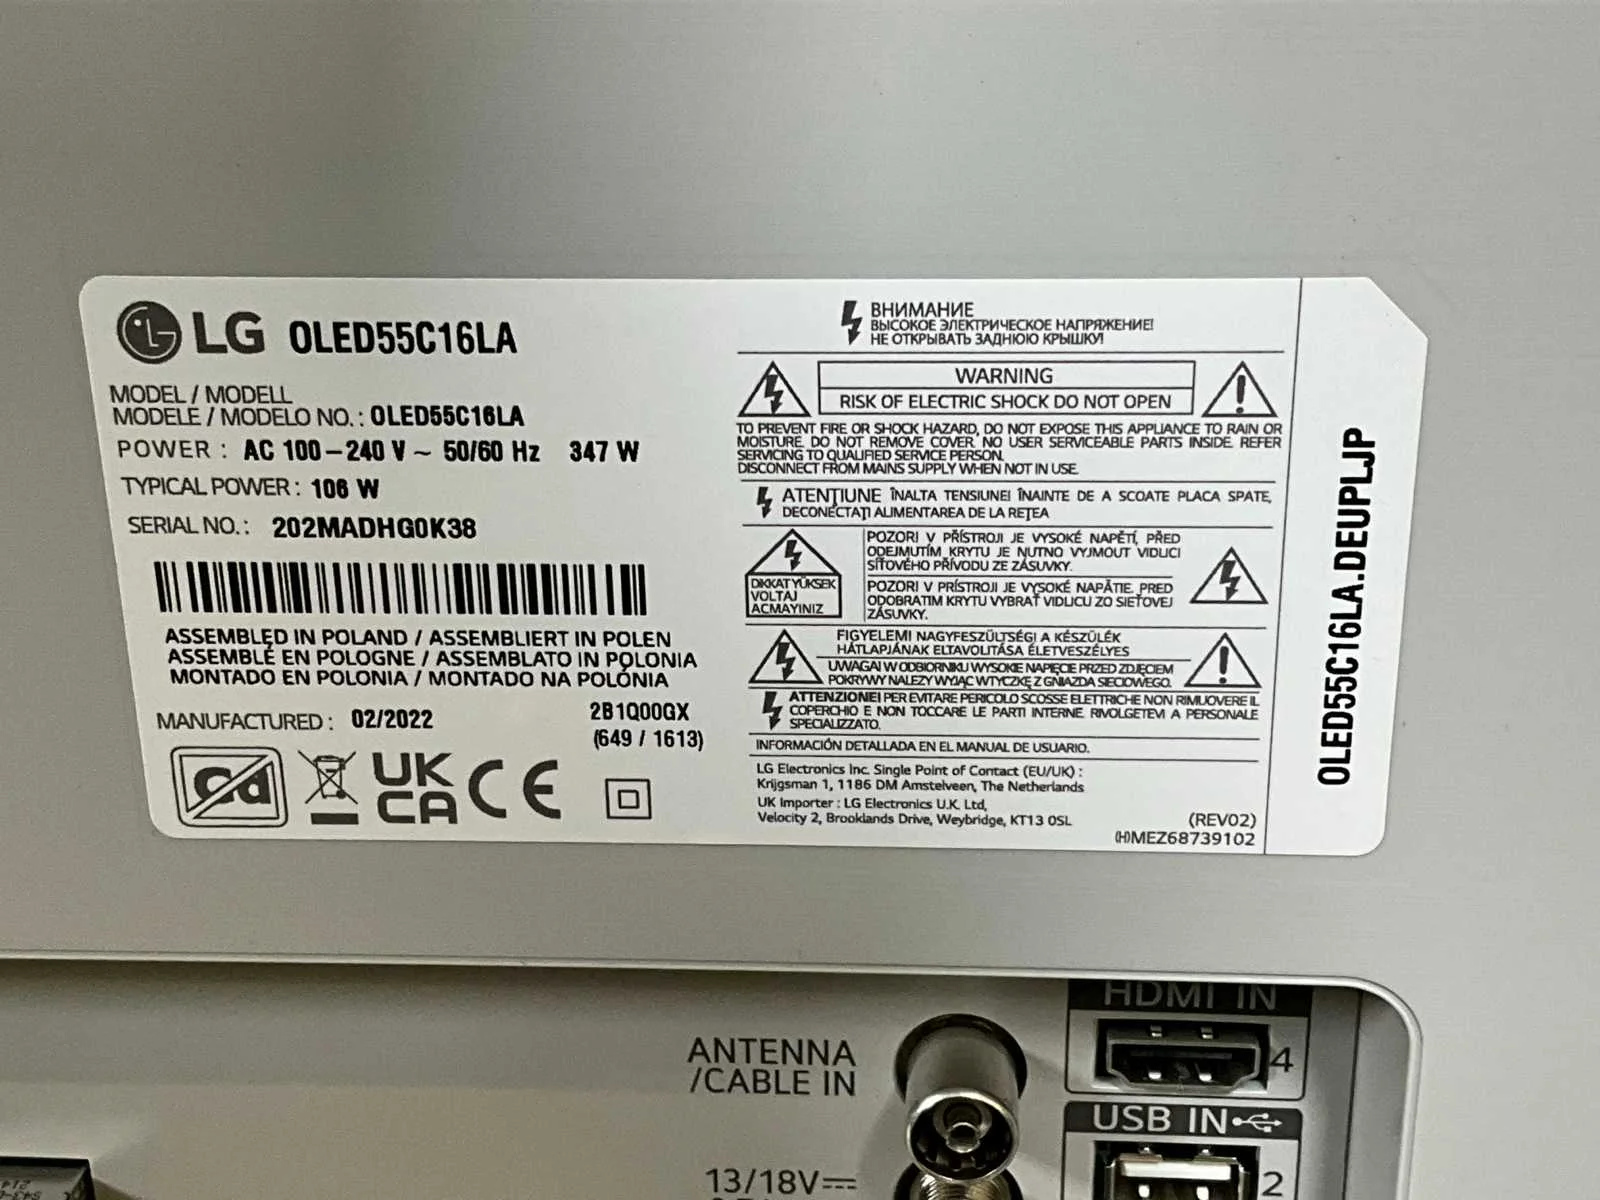 LG OLED55C16LA
MODEL / MODELL
MODELE / MODELO NO. : OLED55C16LA
POWER : AC 100-240 V ~ 50/60 Hz 347 W
TYPICAL POWER : 106 W
SERIAL NO. : 202MADHG0K38
ASSEMBLED IN POLAND / ASSEMBLIERT IN POLEN
ASSEMBLÉ EN POLOGNE / ASSEMBLATO IN POLONIA
MONTADO EN POLONIA / MONTADO NA POLÓNIA
MANUFACTURED : 02/2022
2B1Q00GX
(649 / 1613)
Cd
UK
CA
CE
ВНИМАНИЕ
ВЫСОКОЕ ЭЛЕКТРИЧЕСКОЕ НАПРЯЖЕНИЕ!
НЕ ОТКРЫВАТЬ ЗАДНЮЮ КРЫШКУ!
WARNING
RISK OF ELECTRIC SHOCK DO NOT OPEN
TO PREVENT FIRE OR SHOCK HAZARD, DO NOT EXPOSE THIS APPLIANCE TO RAIN OR
MOISTURE. DO NOT REMOVE COVER. NO USER SERVICEABLE PARTS INSIDE. REFER
SERVICING TO QUALIFIED SERVICE PERSON.
DISCONNECT FROM MAINS SUPPLY WHEN NOT IN USE.
ATENŢIUNE ÎNALTA TENSIUNE! ÎNAINTE DE A SCOATE PLACA SPATE,
DECONECTAŢI ALIMENTAREA DE LA REŢEA
DIKKAT YÜKSEK
VOLTAJ
ACMAYINIZ
POZOR! V PŘÍSTROJI JE VYSOKÉ NAPĚTÍ, PŘED
ODEJMUTÍM KRYTU JE NUTNO VYJMOUT VIDLICI
SÍŤOVÉHO PŘÍVODU ZE ZÁSUVKY.
POZOR! V PRÍSTROJI JE VYSOKÉ NAPÄTIE. PRED
ODOBRATIM KRYTU VYBRAŤ VIDLICU ZO SIEŤOVEJ
ZÁSUVKY.
FIGYELEM! NAGYFESZÜLTSÉG! A KÉSZÜLÉK
HÁTLAPJÁNAK ELTAVOLITÁSA ÉLETVESZÉLYES
UWAGA! W ODBIORNIKU WYSOKIE NAPIĘCIE PRZED ZDJĘCIEM
POKRYWY NALEŻY WYJĄĆ WTYCZKĘ Z GNIAZDA SIECIOWEGO.
ATTENZIONE! PER EVITARE PERICOLO SCOSSE ELETTRICHE NON RIMUOVERE IL
COPERCHIO E NON TOCCARE LE PARTI INTERNE. RIVOLGETEVI A PERSONALE
SPECIALIZZATO.
INFORMACIÓN DETALLADA EN EL MANUAL DE USUARIO.
LG Electronics Inc. Single Point of Contact (EU/UK) :
Krijgsman 1, 1186 DM Amstelveen, The Netherlands
UK Importer : LG Electronics U.K. Ltd,
Velocity 2, Brooklands Drive, Weybridge, KT13 0SL
(REV02)
(H)MEZ68739102
OLED55C16LA.DEUPLJP
HDMI IN
4
ANTENNA
/CABLE IN
USB IN
2
13/18V